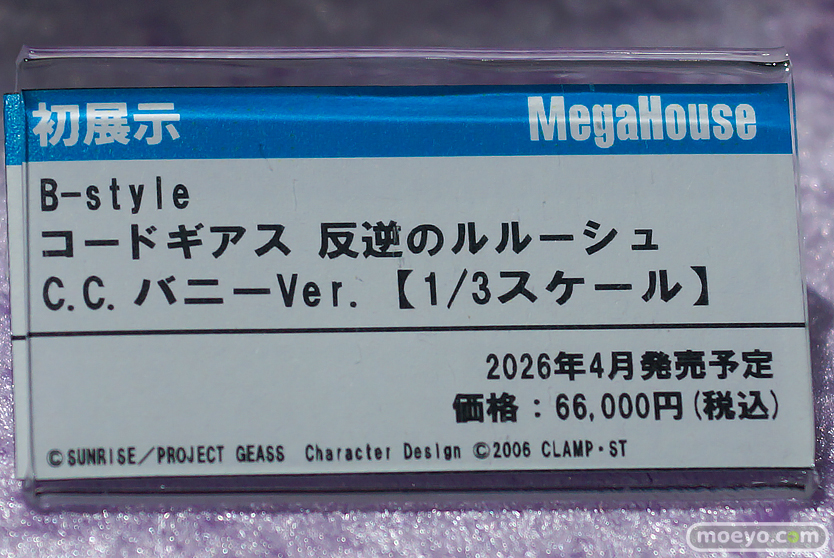 初展示 MegaHouse
B-style
コードギアス 反逆のルルーシュ
C.C. バニーVer.【1/3スケール】
2026年4月発売予定
価格：66,000円(税込)
©SUNRISE／PROJECT GEASS Character Design ©2006 CLAMP・ST
moeyo.com